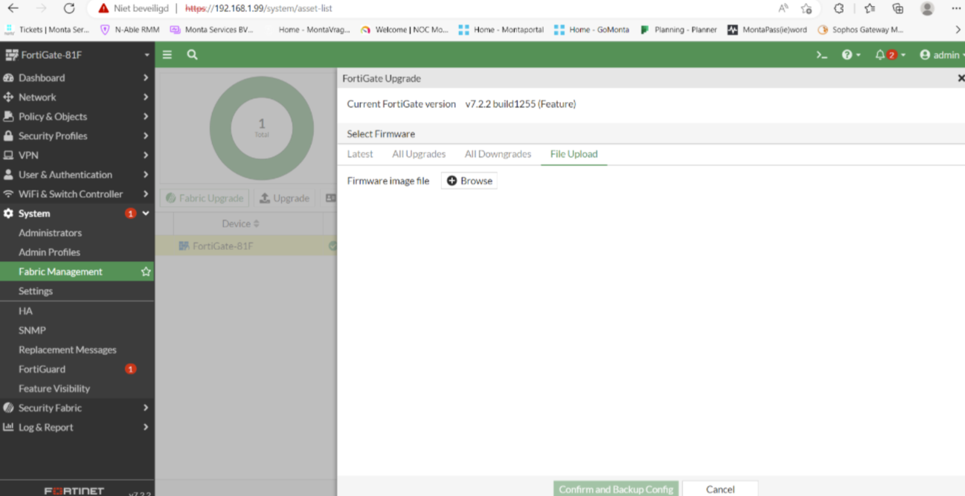 Niet beveiligd | https://192.168.1.99/system/asset-list
Tickets | Monta Ser... N-Able RMM Monta Services BV... Home - MontaVrag... Welcome | NOC Mo... Home - Montaportal Home - GoMonta Planning - Planner MontaPass(ie)word Sophos Gateway M...
FortiGate-81F
>_ ? 2 admin
Dashboard
Network
Policy & Objects
Security Profiles
VPN
User & Authentication
WiFi & Switch Controller
System 1
Administrators
Admin Profiles
Fabric Management
Settings
HA
SNMP
Replacement Messages
FortiGuard 1
Feature Visibility
Security Fabric
Log & Report
FORTINET v7.2.2
1
Total
Fabric Upgrade Upgrade
Device
FortiGate-81F
FortiGate Upgrade
Current FortiGate version v7.2.2 build1255 (Feature)
Select Firmware
Latest All Upgrades All Downgrades File Upload
Firmware image file Browse
Confirm and Backup Config Cancel